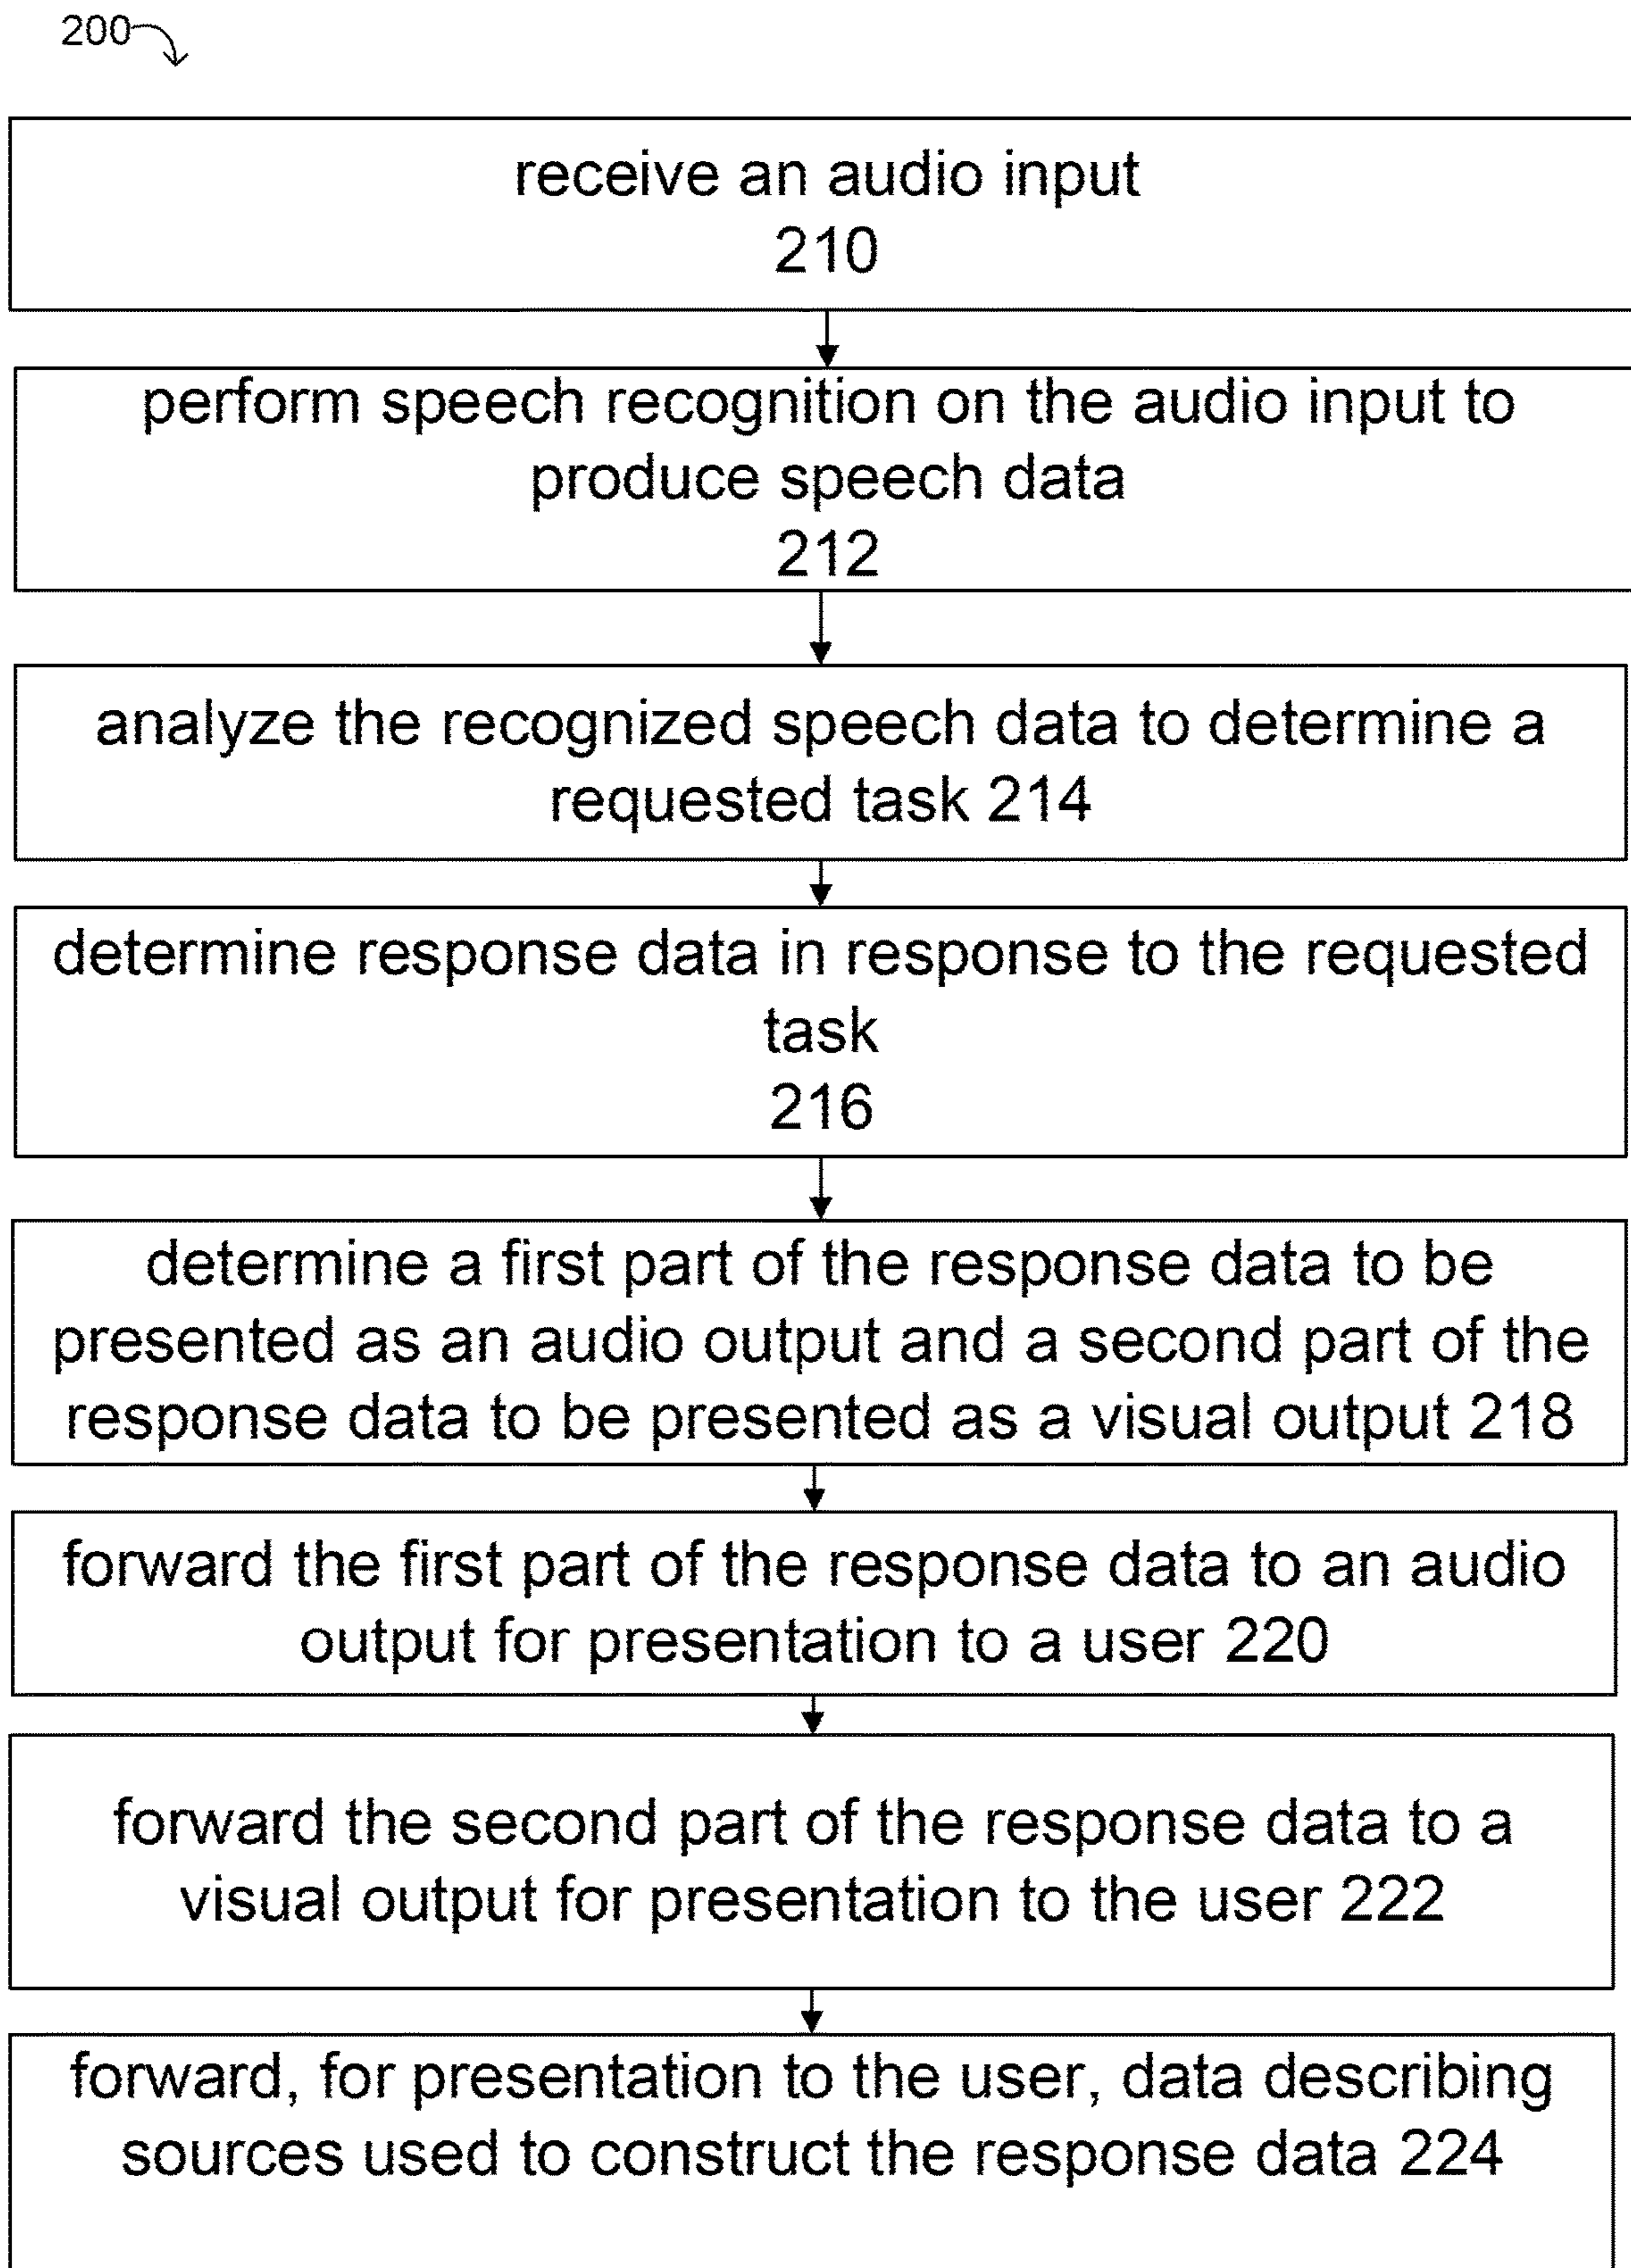 200
receive an audio input
210
perform speech recognition on the audio input to
produce speech data
212
analyze the recognized speech data to determine a
requested task 214
determine response data in response to the requested
task
216
determine a first part of the response data to be
presented as an audio output and a second part of the
response data to be presented as a visual output 218
forward the first part of the response data to an audio
output for presentation to a user 220
forward the second part of the response data to a
visual output for presentation to the user 222
forward, for presentation to the user, data describing
sources used to construct the response data 224